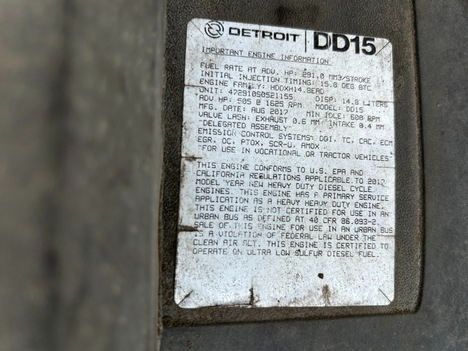 DETROIT DD15
IMPORTANT ENGINE INFORMATION
FUEL RATE AT ADV. HP: 291.0 MM3/STROKE
INITIAL INJECTION TIMING: 15.0 DEG BTC
ENGINE FAMILY: HDDXH14.8EAD
UNIT: 472910S0521155 DISP: 14.8 LITERS
ADV HP: 505 @ 1625 RPM MODEL: DD15
MFG. DATE: AUG 2017 MIN IDLE: 600 RPM
VALVE LASH: EXHAUST 0.6 MM INTAKE 0.4 MM
"DELEGATED ASSEMBLY"
EMISSION CONTROL SYSTEMS: DGI, TC, CAC, ECM
EGR, OC, PTOX, SCR-U, AMOX
"FOR USE IN VOCATIONAL OR TRACTOR VEHICLES"
THIS ENGINE CONFORMS TO U.S. EPA AND
CALIFORNIA REGULATIONS APPLICABLE TO 2017
MODEL YEAR NEW HEAVY DUTY DIESEL CYCLE
ENGINES. THIS ENGINE HAS A PRIMARY SERVICE
APPLICATION AS A HEAVY HEAVY DUTY ENGINE.
THIS ENGINE IS NOT CERTIFIED FOR USE IN AN
URBAN BUS AS DEFINED AT 40 CFR 86.093-2.
SALE OF THIS ENGINE FOR USE IN AN URBAN BUS
IS A VIOLATION OF FEDERAL LAW UNDER THE
CLEAN AIR ACT. THIS ENGINE IS CERTIFIED TO
OPERATE ON ULTRA LOW SULFUR DIESEL FUEL.